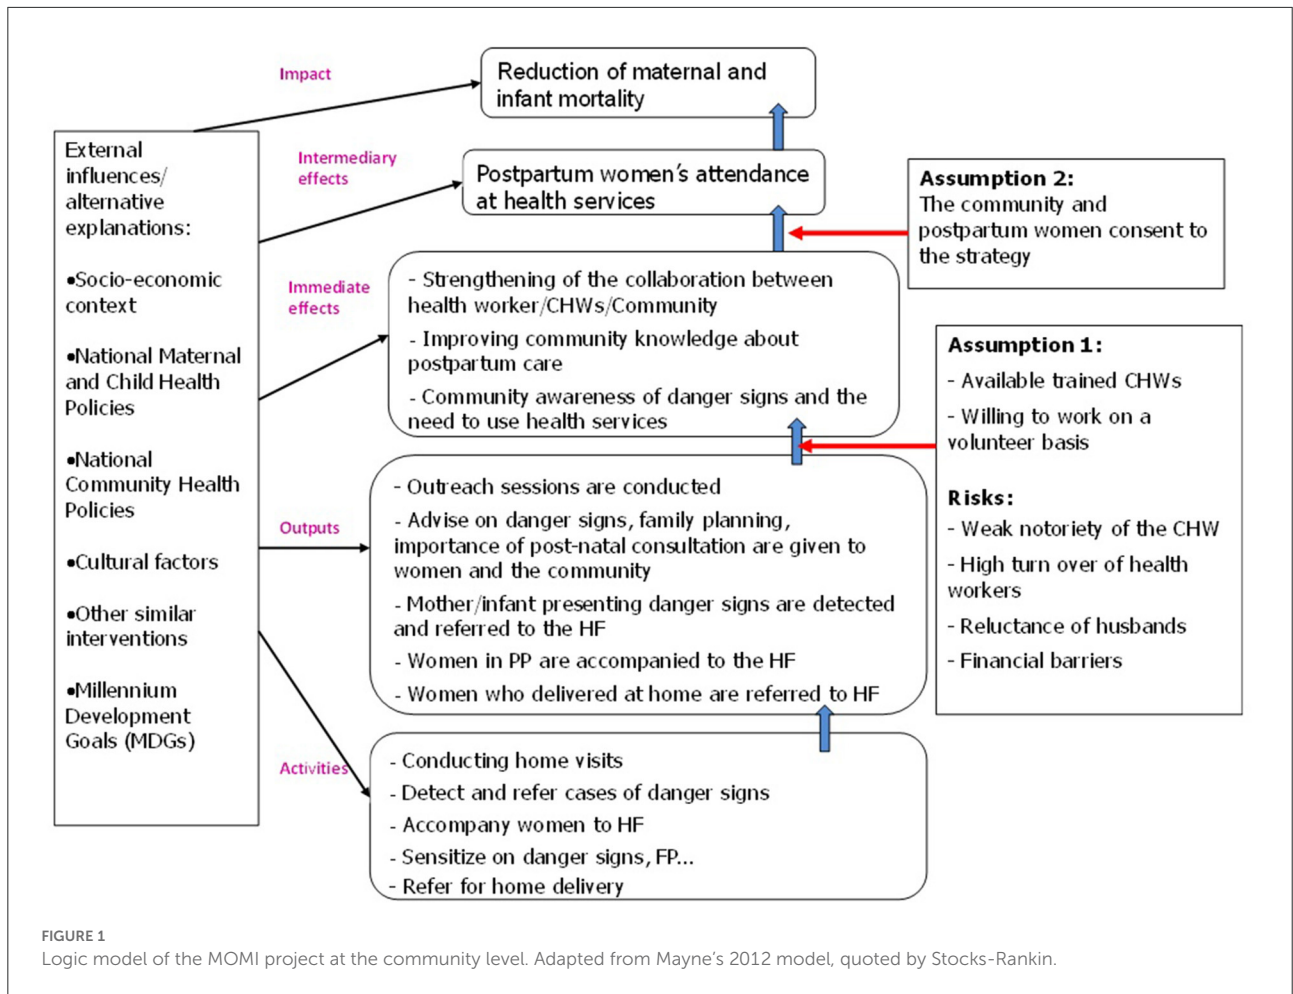 Impact
Reduction of maternal and
infant mortality
External
influences/
alternative
explanations:
•Socio-economic
context
•National Maternal
and Child Health
Policies
•National
Community Health
Policies
•Cultural factors
•Other similar
interventions
•Millennium
Development
Goals (MDGs)
Intermediary
effects
Postpartum women's attendance
at health services
Assumption 2:
The community and
postpartum women consent to
the strategy
Immediate
effects
- Strengthening of the collaboration between
health worker/CHWs/Community
- Improving community knowledge about
postpartum care
- Community awareness of danger signs and the
need to use health services
Assumption 1:
- Available trained CHWs
- Willing to work on a
volunteer basis
Risks:
- Weak notoriety of the CHW
- High turn over of health
workers
- Reluctance of husbands
- Financial barriers
Outputs
- Outreach sessions are conducted
- Advise on danger signs, family planning,
importance of post-natal consultation are given to
women and the community
- Mother/infant presenting danger signs are detected
and referred to the HF
- Women in PP are accompanied to the HF
- Women who delivered at home are referred to HF
Activities
- Conducting home visits
- Detect and refer cases of danger signs
- Accompany women to HF
- Sensitize on danger signs, FP...
- Refer for home delivery
FIGURE 1
Logic model of the MOMI project at the community level. Adapted from Mayne's 2012 model, quoted by Stocks-Rankin.